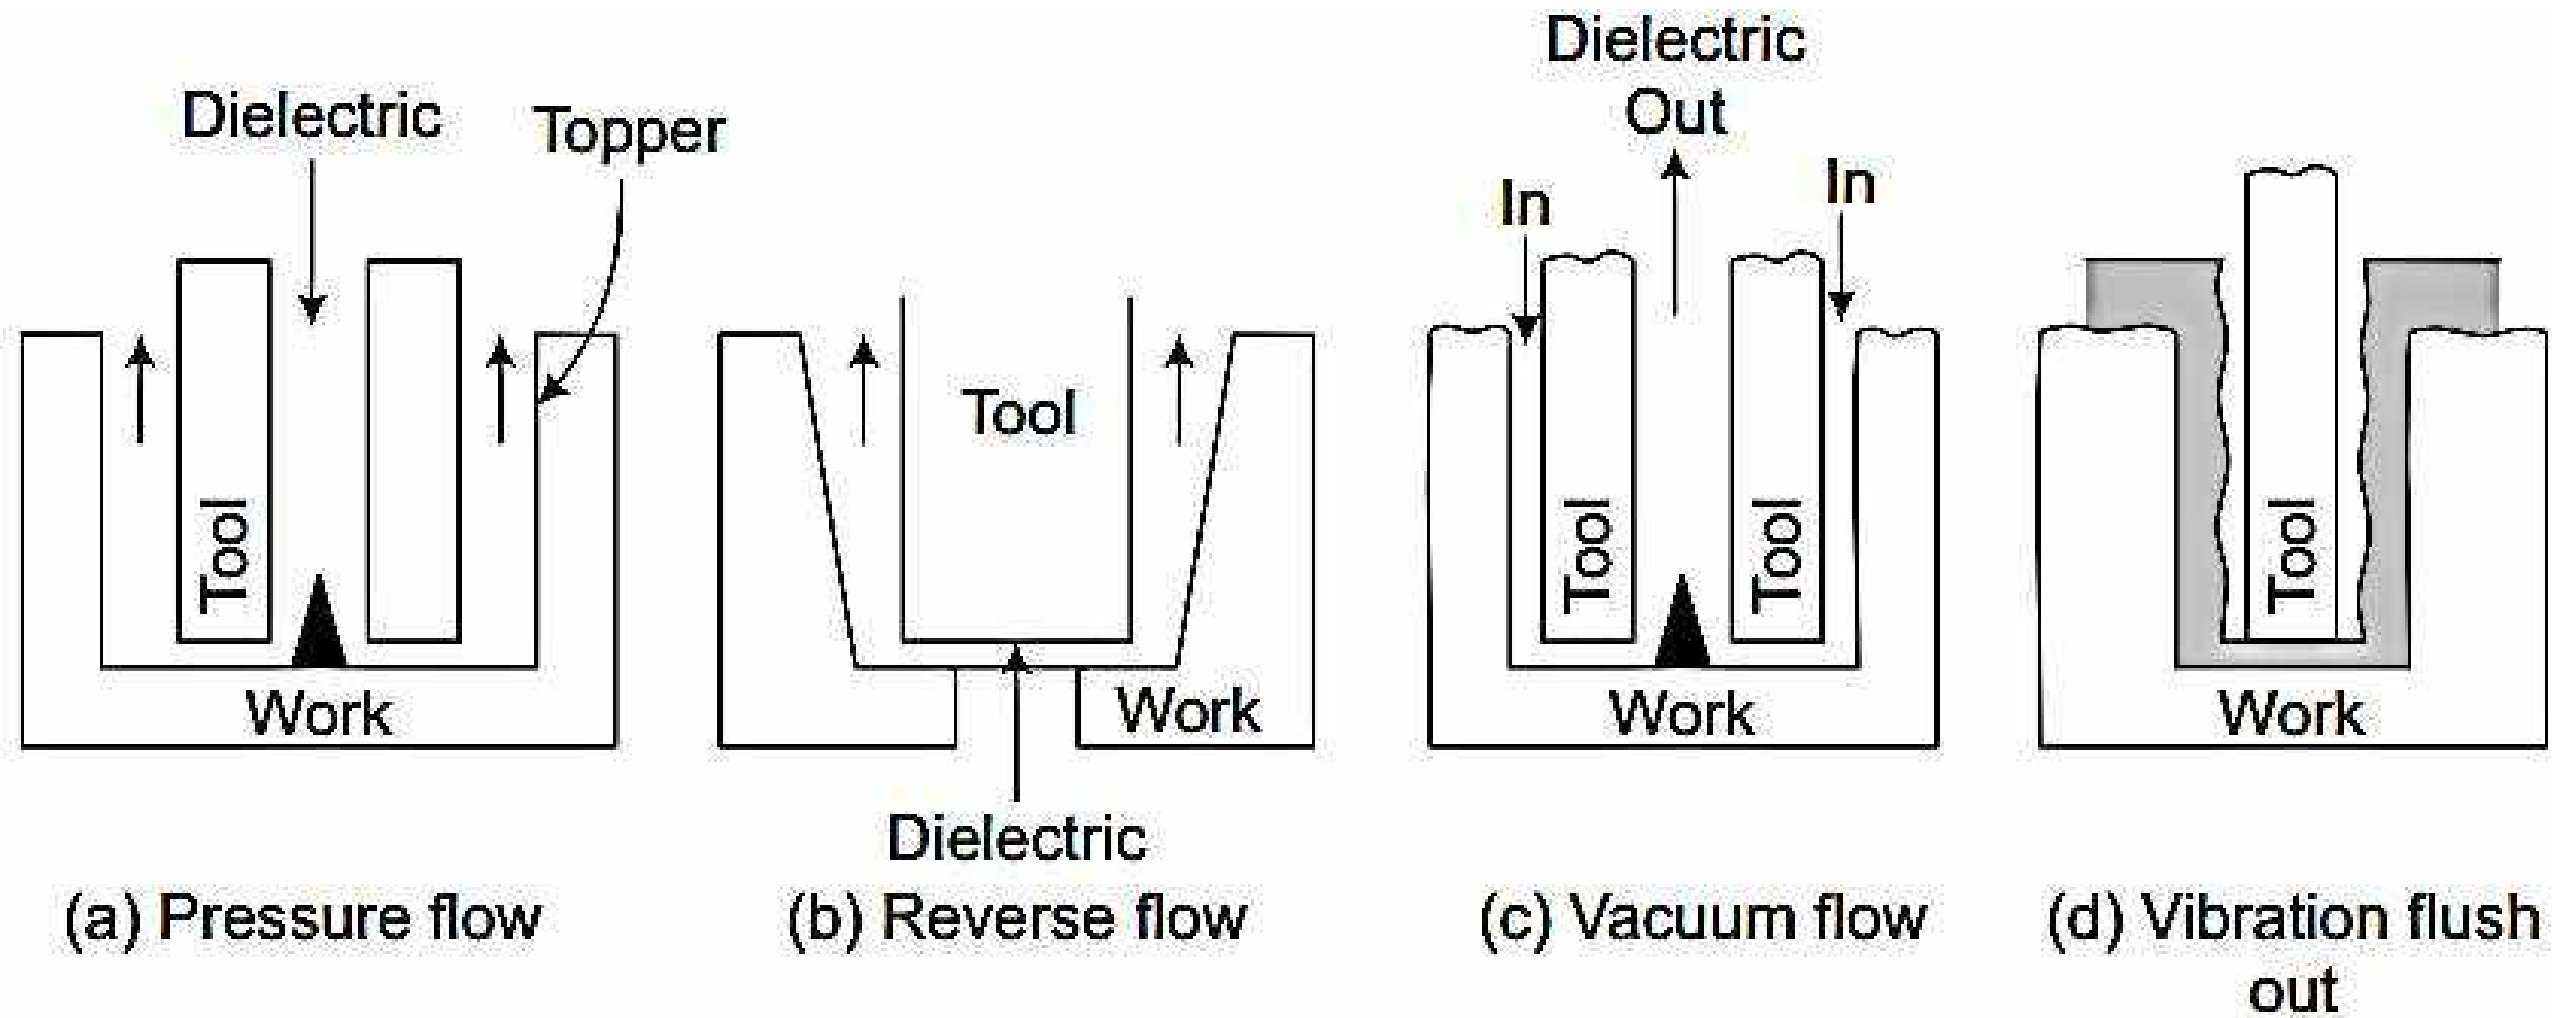 Dielectric
Topper
Tool
Work
(a) Pressure flow
Tool
Work
Dielectric
(b) Reverse flow
Dielectric
Out
In
In
Tool
Tool
Work
(c) Vacuum flow
Tool
Work
(d) Vibration flush
out